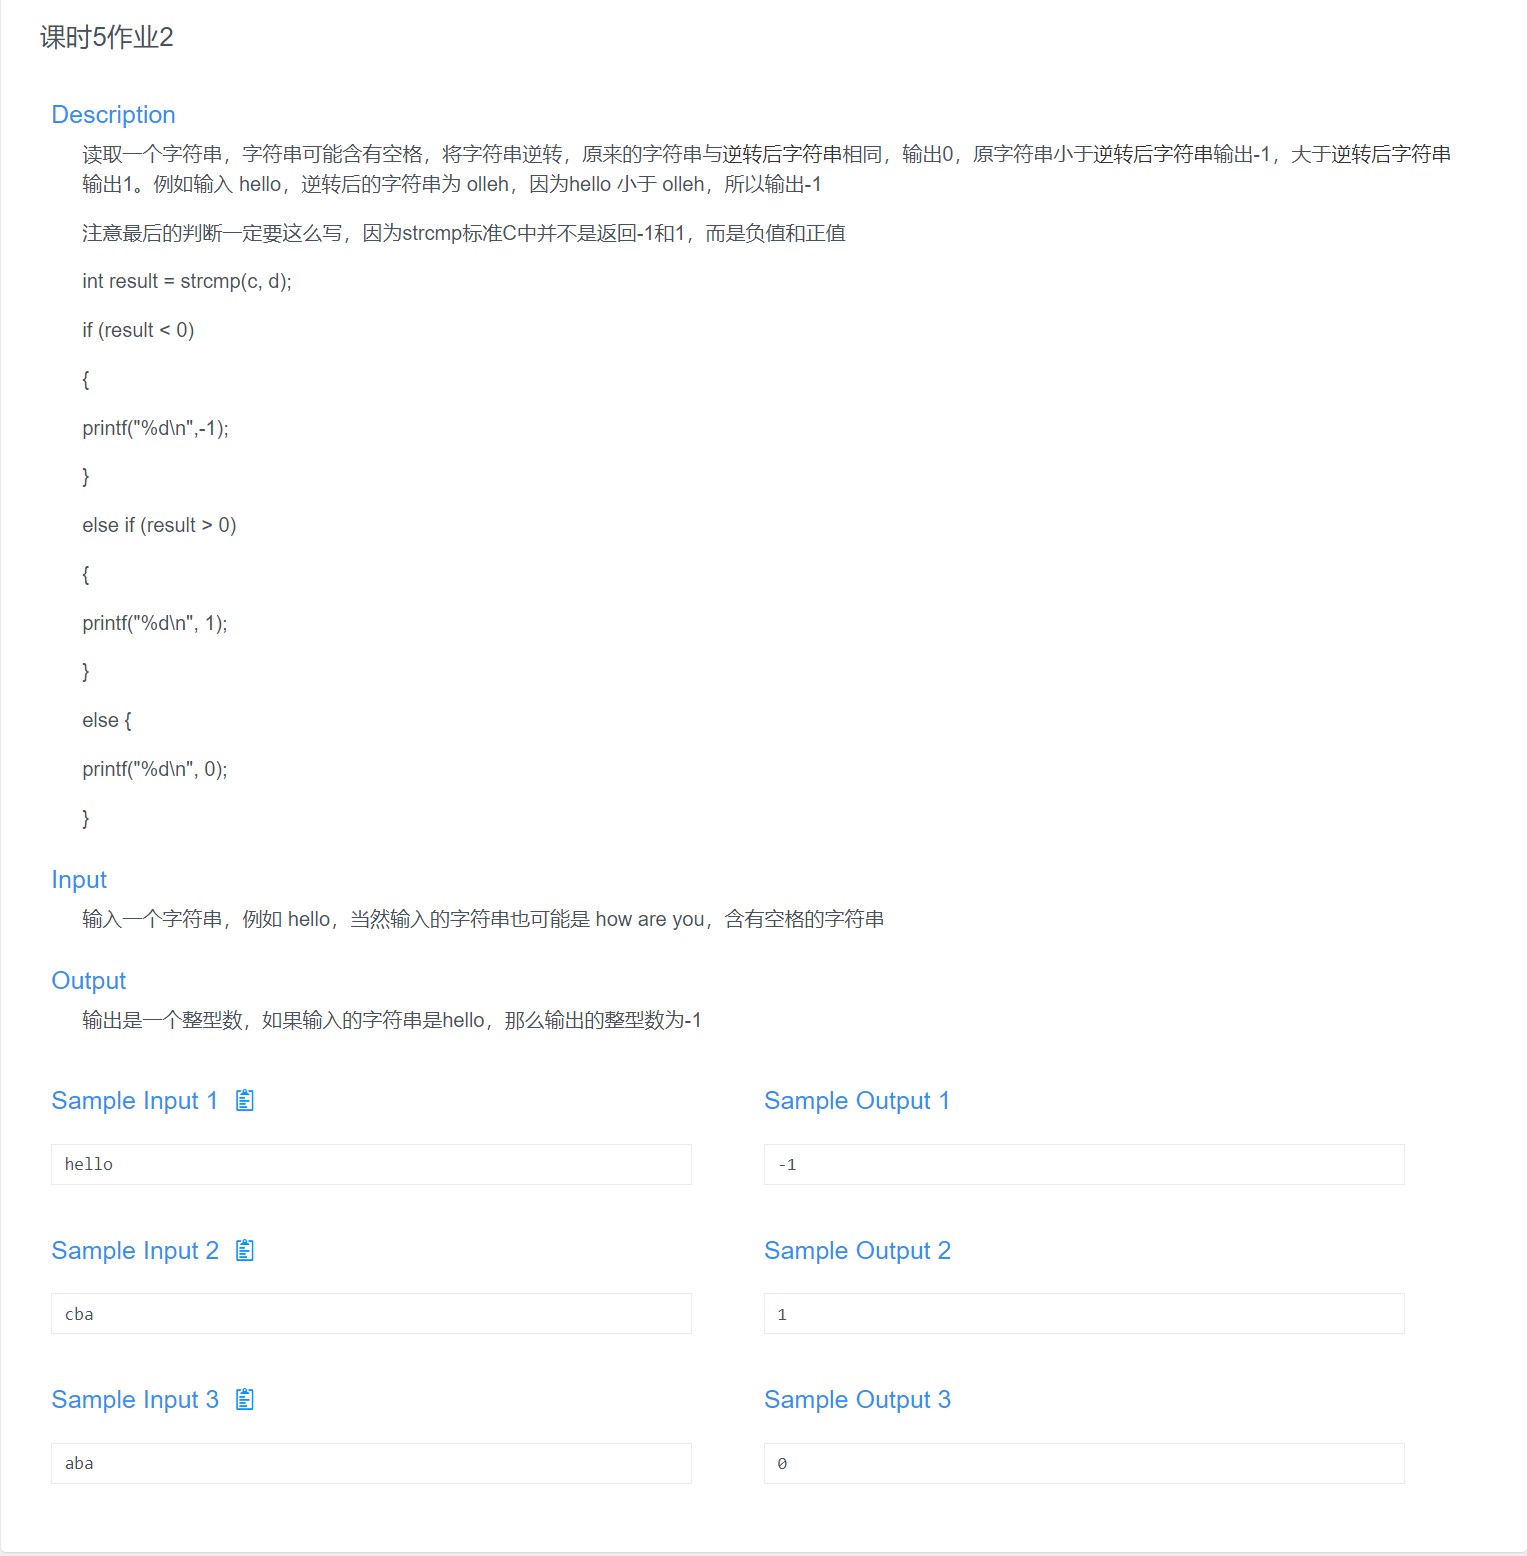 课时5作业2
Description
读取一个字符串，字符串可能含有空格，将字符串逆转，原来的字符串与逆转后字符串相同，输出0，原字符串小于逆转后字符串输出-1，大于逆转后字符串
输出1。例如输入 hello，逆转后的字符串为 olleh，因为hello 小于 olleh，所以输出-1
注意最后的判断一定要这么写，因为strcmp标准C中并不是返回-1和1，而是负值和正值
int result = strcmp(c, d);
if (result < 0)
{
printf("%d\n",-1);
}
else if (result > 0)
{
printf("%d\n", 1);
}
else {
printf("%d\n", 0);
}
Input
输入一个字符串，例如 hello，当然输入的字符串也可能是 how are you，含有空格的字符串
Output
输出是一个整型数，如果输入的字符串是hello，那么输出的整型数为-1
Sample Input 1
Sample Output 1
hello
-1
Sample Input 2
Sample Output 2
cba
1
Sample Input 3
Sample Output 3
aba
0